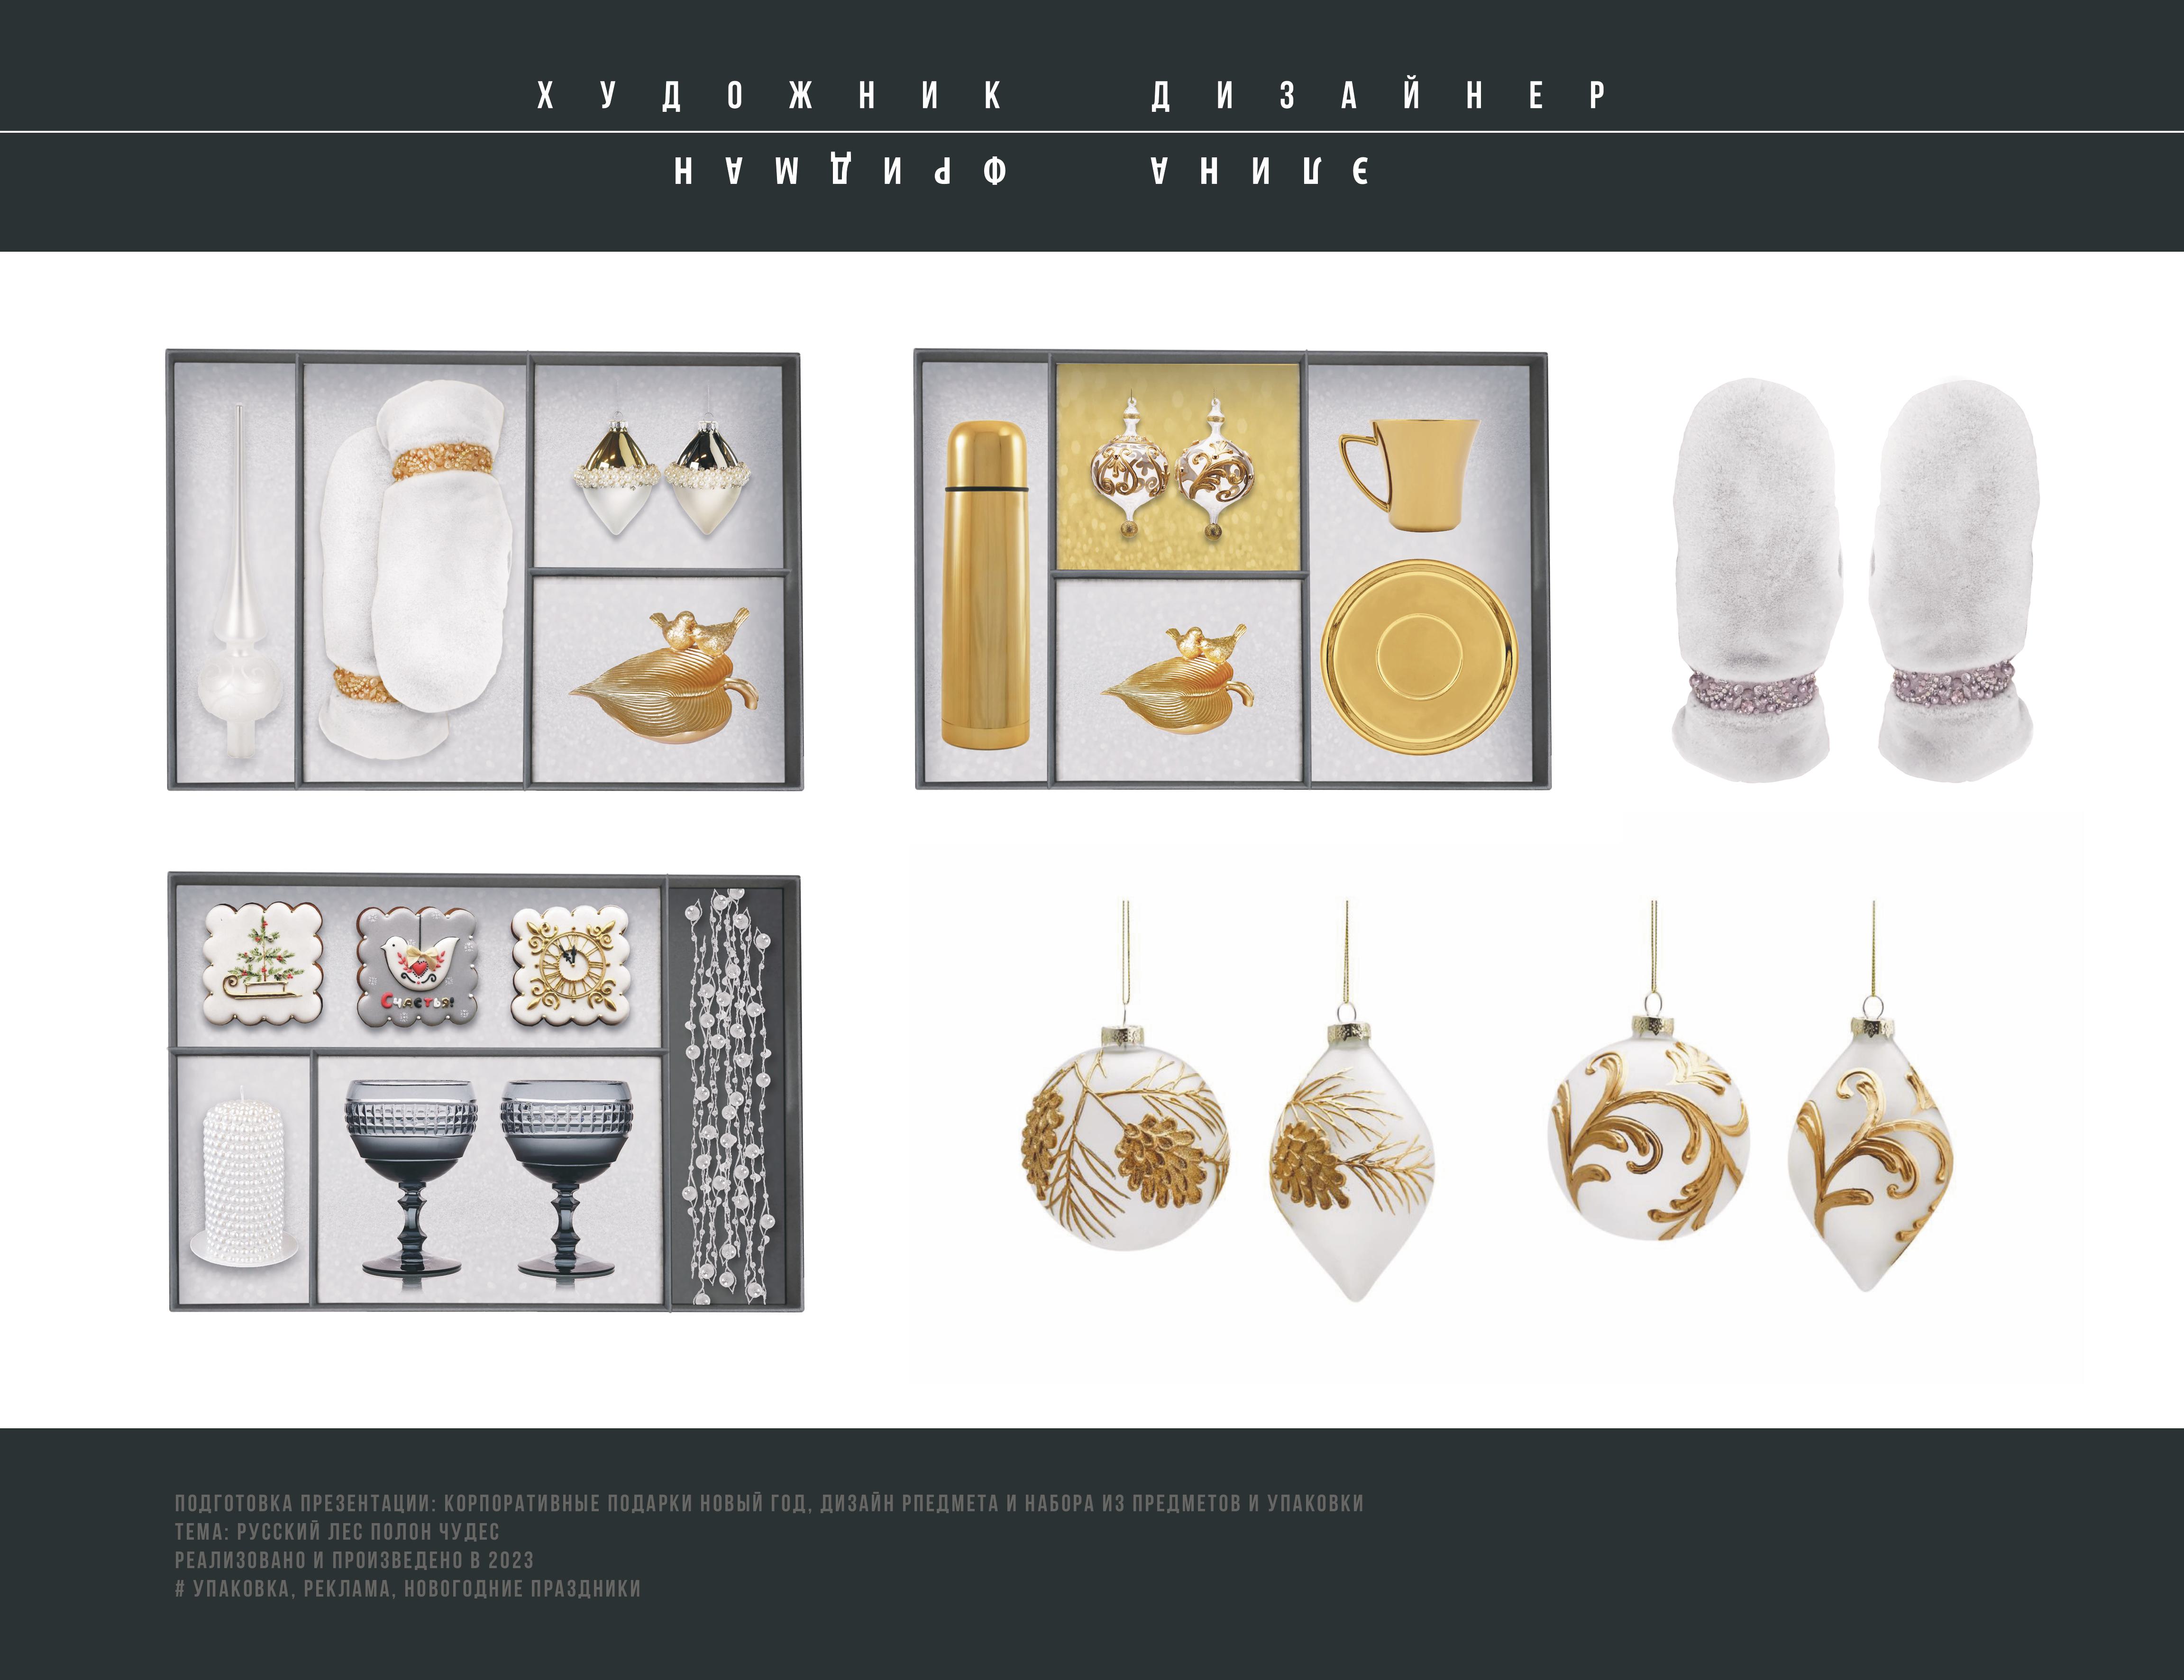 ХУДОЖНИК ДИЗАЙНЕР
ЭЛИНА ФРИДМАН
Счастья!
ПОДГОТОВКА ПРЕЗЕНТАЦИИ: КОРПОРАТИВНЫЕ ПОДАРКИ НОВЫЙ ГОД, ДИЗАЙН РПЕДМЕТА И НАБОРА ИЗ ПРЕДМЕТОВ И УПАКОВКИ
ТЕМА: РУССКИЙ ЛЕС ПОЛОН ЧУДЕС
РЕАЛИЗОВАНО И ПРОИЗВЕДЕНО В 2023
# УПАКОВКА, РЕКЛАМА, НОВОГОДНИЕ ПРАЗДНИКИ